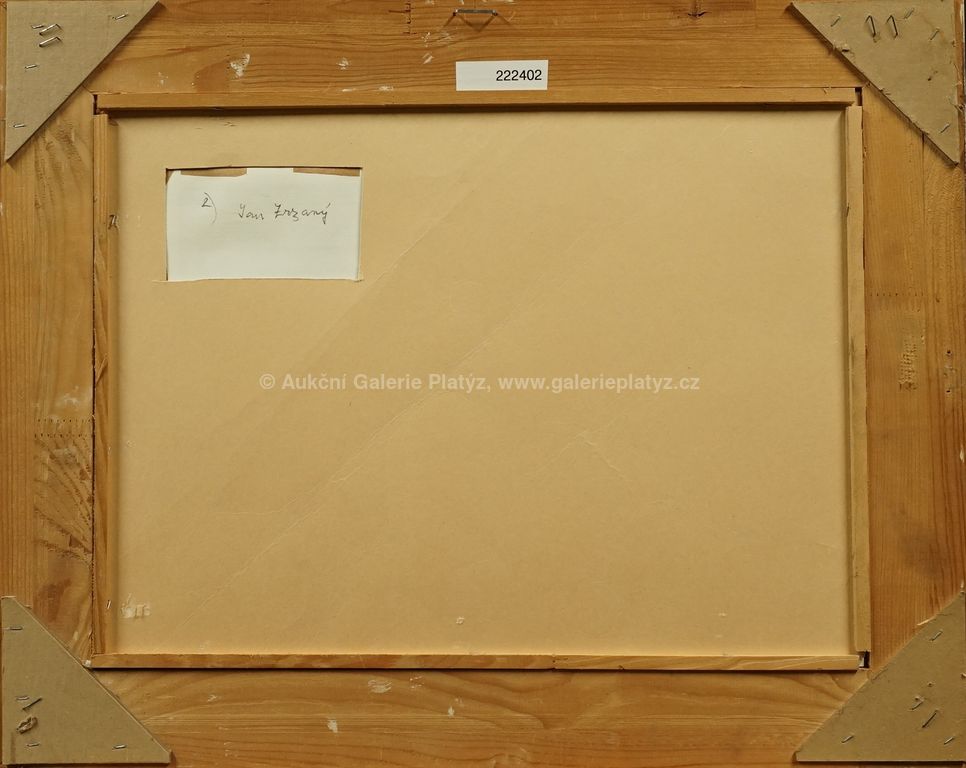 222402
2) Jan Zrzavý
© Aukční Galerie Platýz, www.galerieplatyz.cz